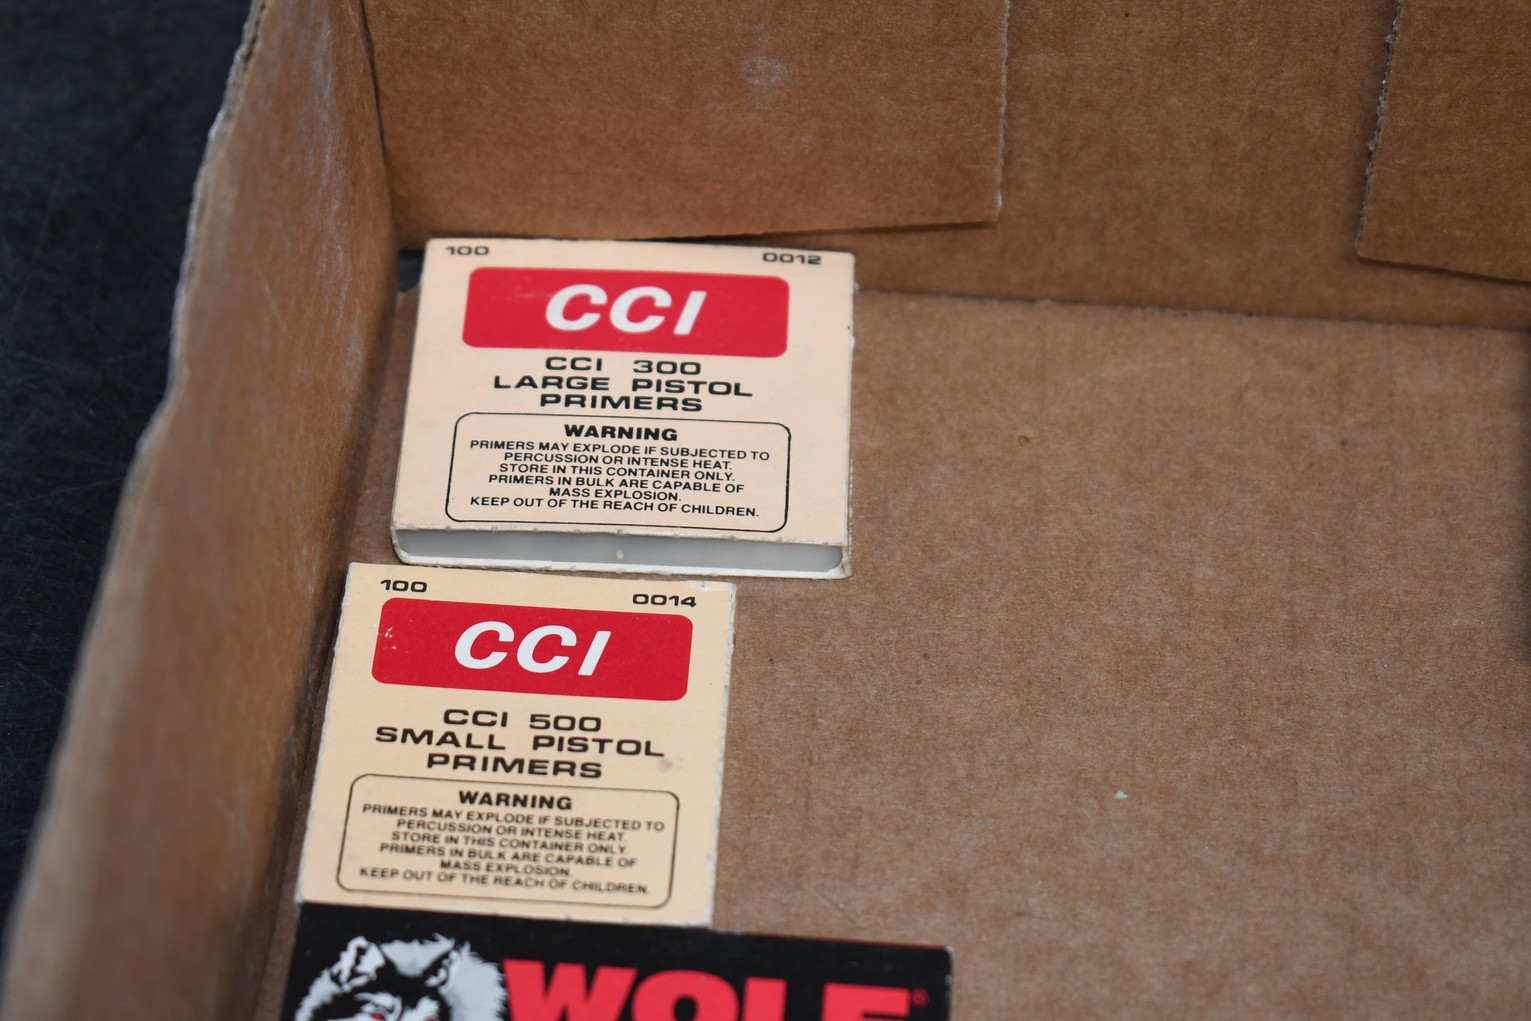 100 0012
CCI
CCI 300
LARGE PISTOL
PRIMERS
WARNING
PRIMERS MAY EXPLODE IF SUBJECTED TO
PERCUSSION OR INTENSE HEAT.
STORE IN THIS CONTAINER ONLY.
PRIMERS IN BULK ARE CAPABLE OF
MASS EXPLOSION.
KEEP OUT OF THE REACH OF CHILDREN.
100 0014
CCI
CCI 500
SMALL PISTOL
PRIMERS
WARNING
PRIMERS MAY EXPLODE IF SUBJECTED TO
PERCUSSION OR INTENSE HEAT.
STORE IN THIS CONTAINER ONLY.
PRIMERS IN BULK ARE CAPABLE OF
MASS EXPLOSION.
KEEP OUT OF THE REACH OF CHILDREN.
WOLF®